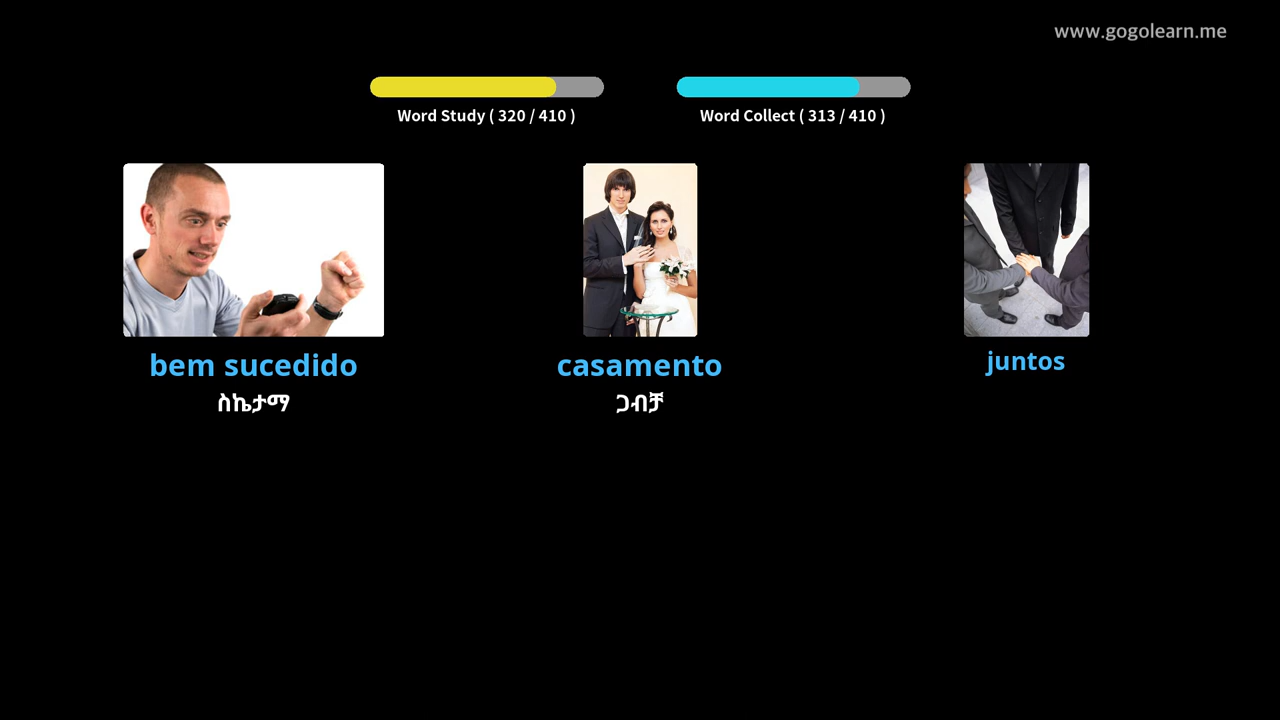 www.gogolearn.me
Word Study ( 320 / 410 )
Word Collect ( 313 / 410 )
bem sucedido
ስኬታማ
casamento
ጋብቻ
juntos